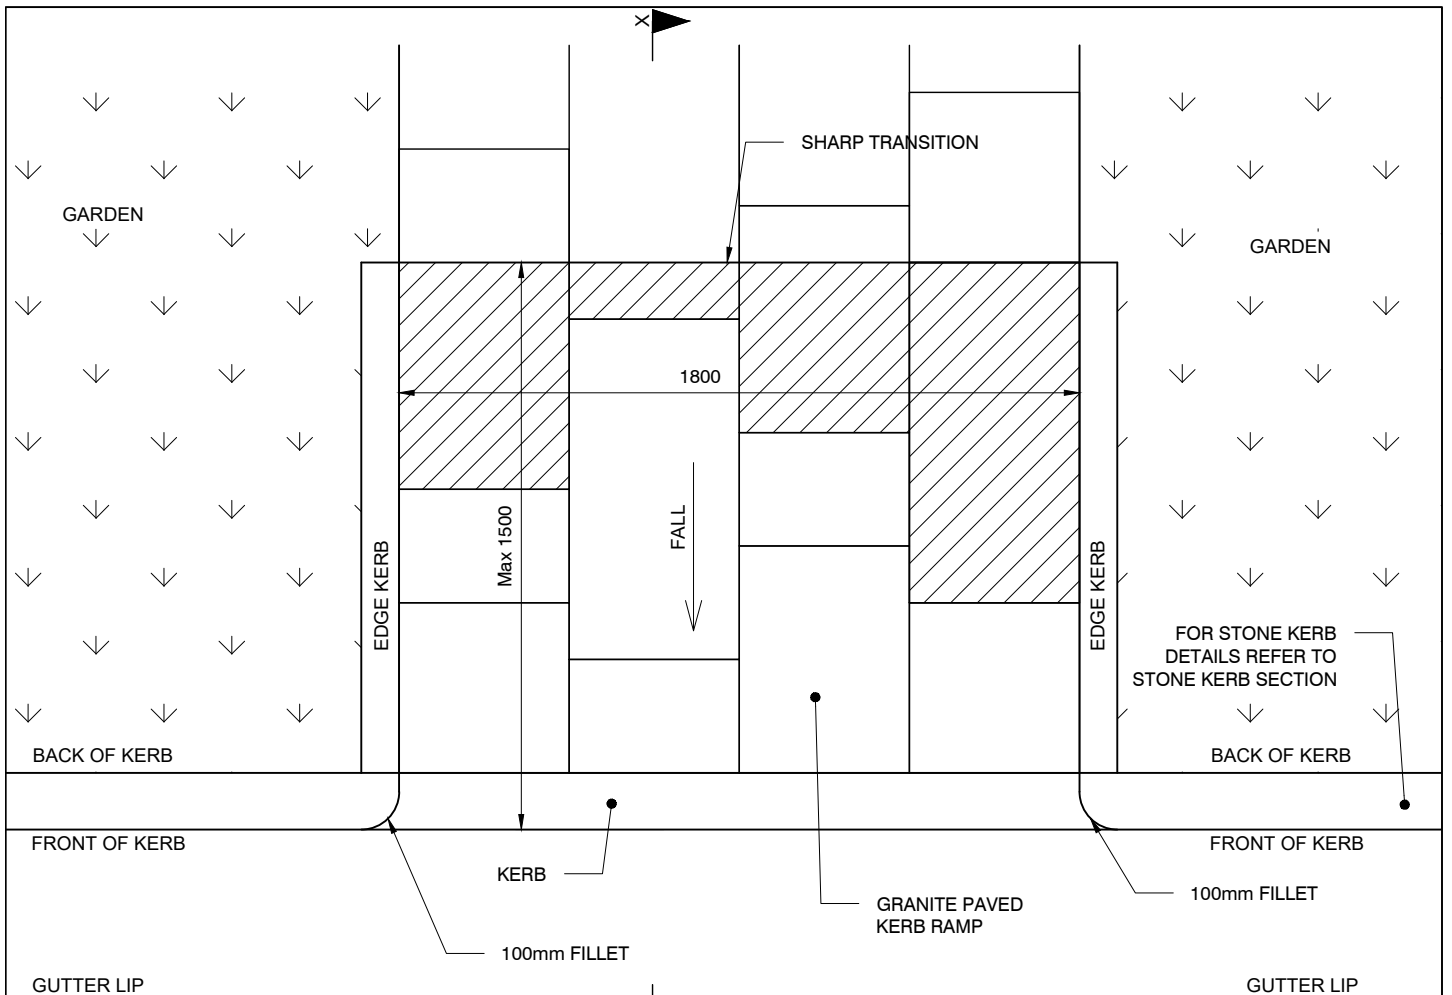 X
SHARP TRANSITION
GARDEN
GARDEN
1800
Max 1500
FALL
EDGE KERB
EDGE KERB
FOR STONE KERB
DETAILS REFER TO
STONE KERB SECTION
BACK OF KERB
BACK OF KERB
FRONT OF KERB
FRONT OF KERB
KERB
100mm FILLET
GRANITE PAVED
KERB RAMP
100mm FILLET
GUTTER LIP
GUTTER LIP